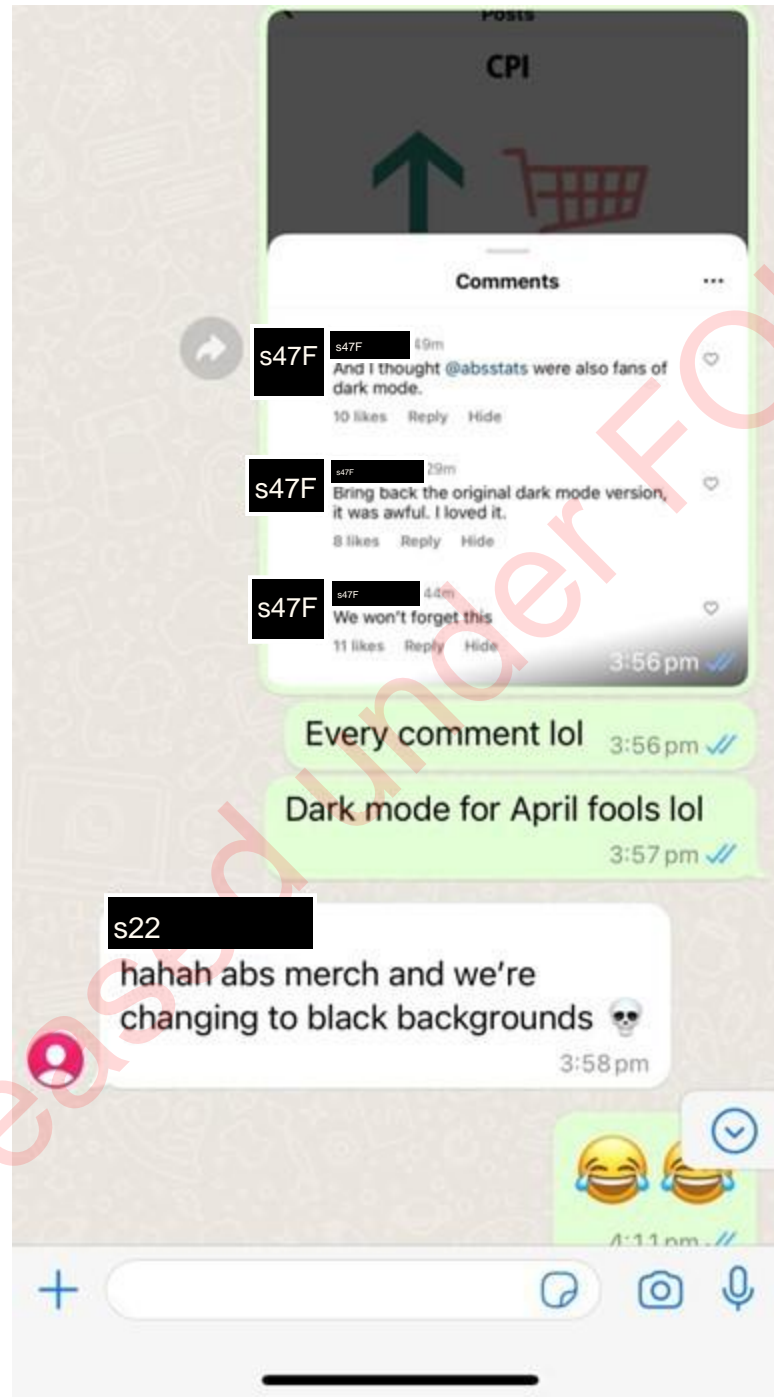 Posts
CPI
Comments
s47F
s47F 49m
And I thought @absstats were also fans of
dark mode.
10 likes Reply Hide
s47F
s47F 29m
Bring back the original dark mode version,
it was awful. I loved it.
8 likes Reply Hide
s47F
s47F 44m
We won't forget this
11 likes Reply Hide
3:56 pm
Every comment lol 3:56 pm
Dark mode for April fools lol
3:57 pm
s22
hahah abs merch and we're
changing to black backgrounds 💀
3:58 pm
😂😂
4:11 pm
eased under FO